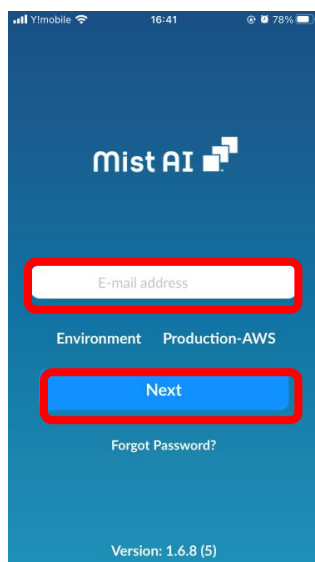 Y!mobile 16:41 78%
Mist AI
E-mail address
Environment Production-AWS
Next
Forgot Password?
Version: 1.6.8 (5)